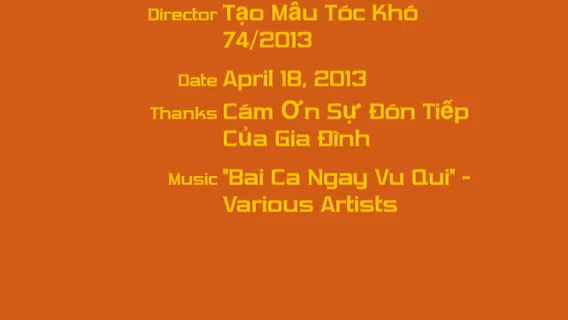 Director Tạo Mẫu Tóc Khó
74/2013
Date April 18, 2013
Thanks Cám Ơn Sự Đón Tiếp
Của Gia Đình
Music "Bai Ca Ngay Vu Qui" -
Various Artists